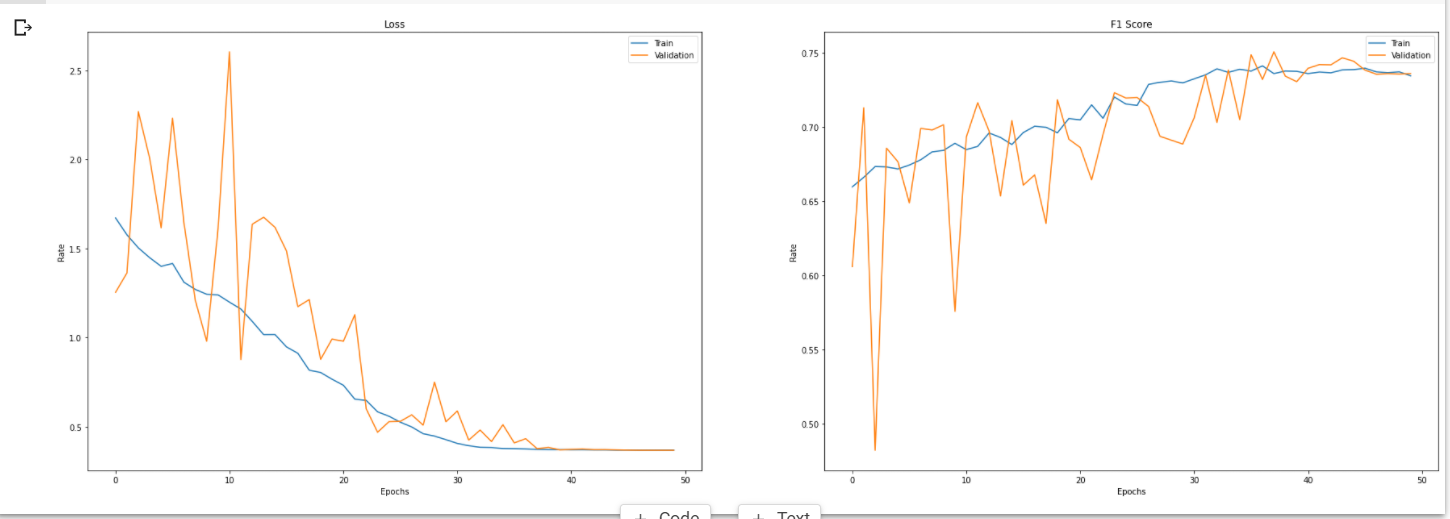 Loss
Train
Validation
2.5
2.0
1.5
1.0
0.5
Rate
0
10
20
30
40
50
Epochs
F1 Score
Train
Validation
0.75
0.70
0.65
0.60
0.55
0.50
Rate
0
10
20
30
40
50
Epochs
+ Code
+ Text